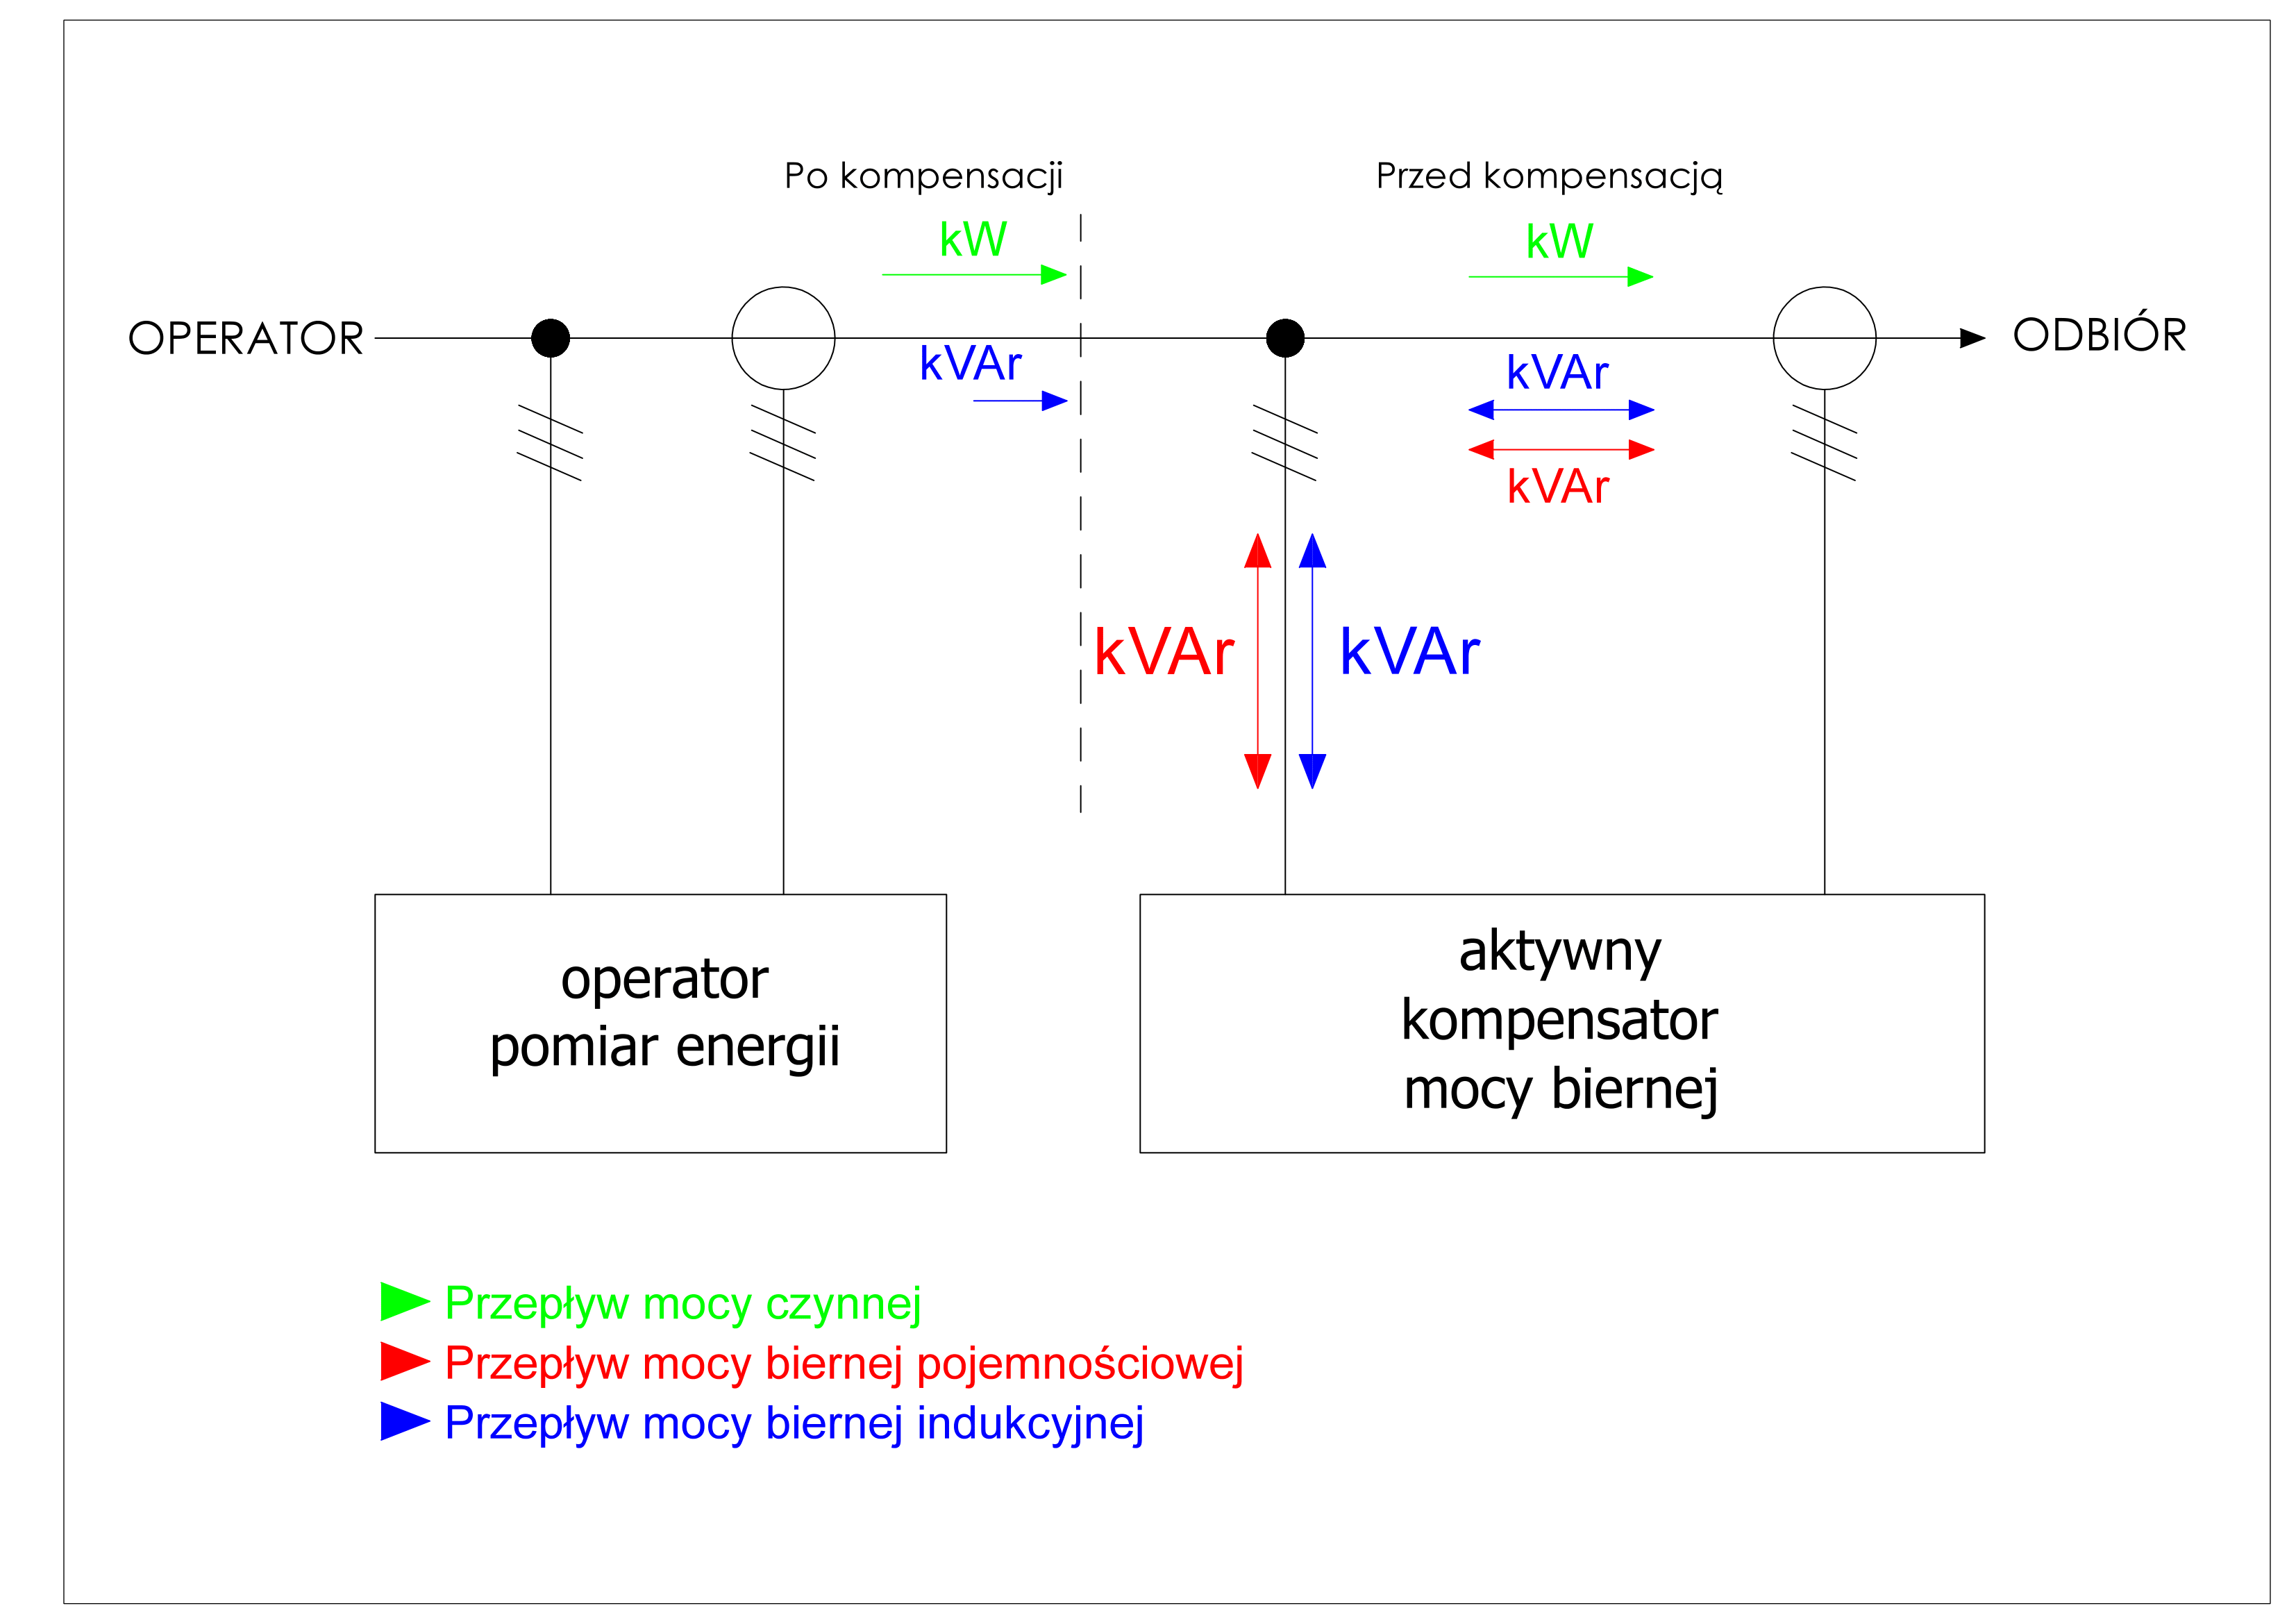 Po kompensacji
Przed kompensacją
kW
kW
OPERATOR
ODBIÓR
kVAr
kVAr
kVAr
kVAr
kVAr
operator
pomiar energii
aktywny
kompensator
mocy biernej
Przepływ mocy czynnej
Przepływ mocy biernej pojemnościowej
Przepływ mocy biernej indukcyjnej